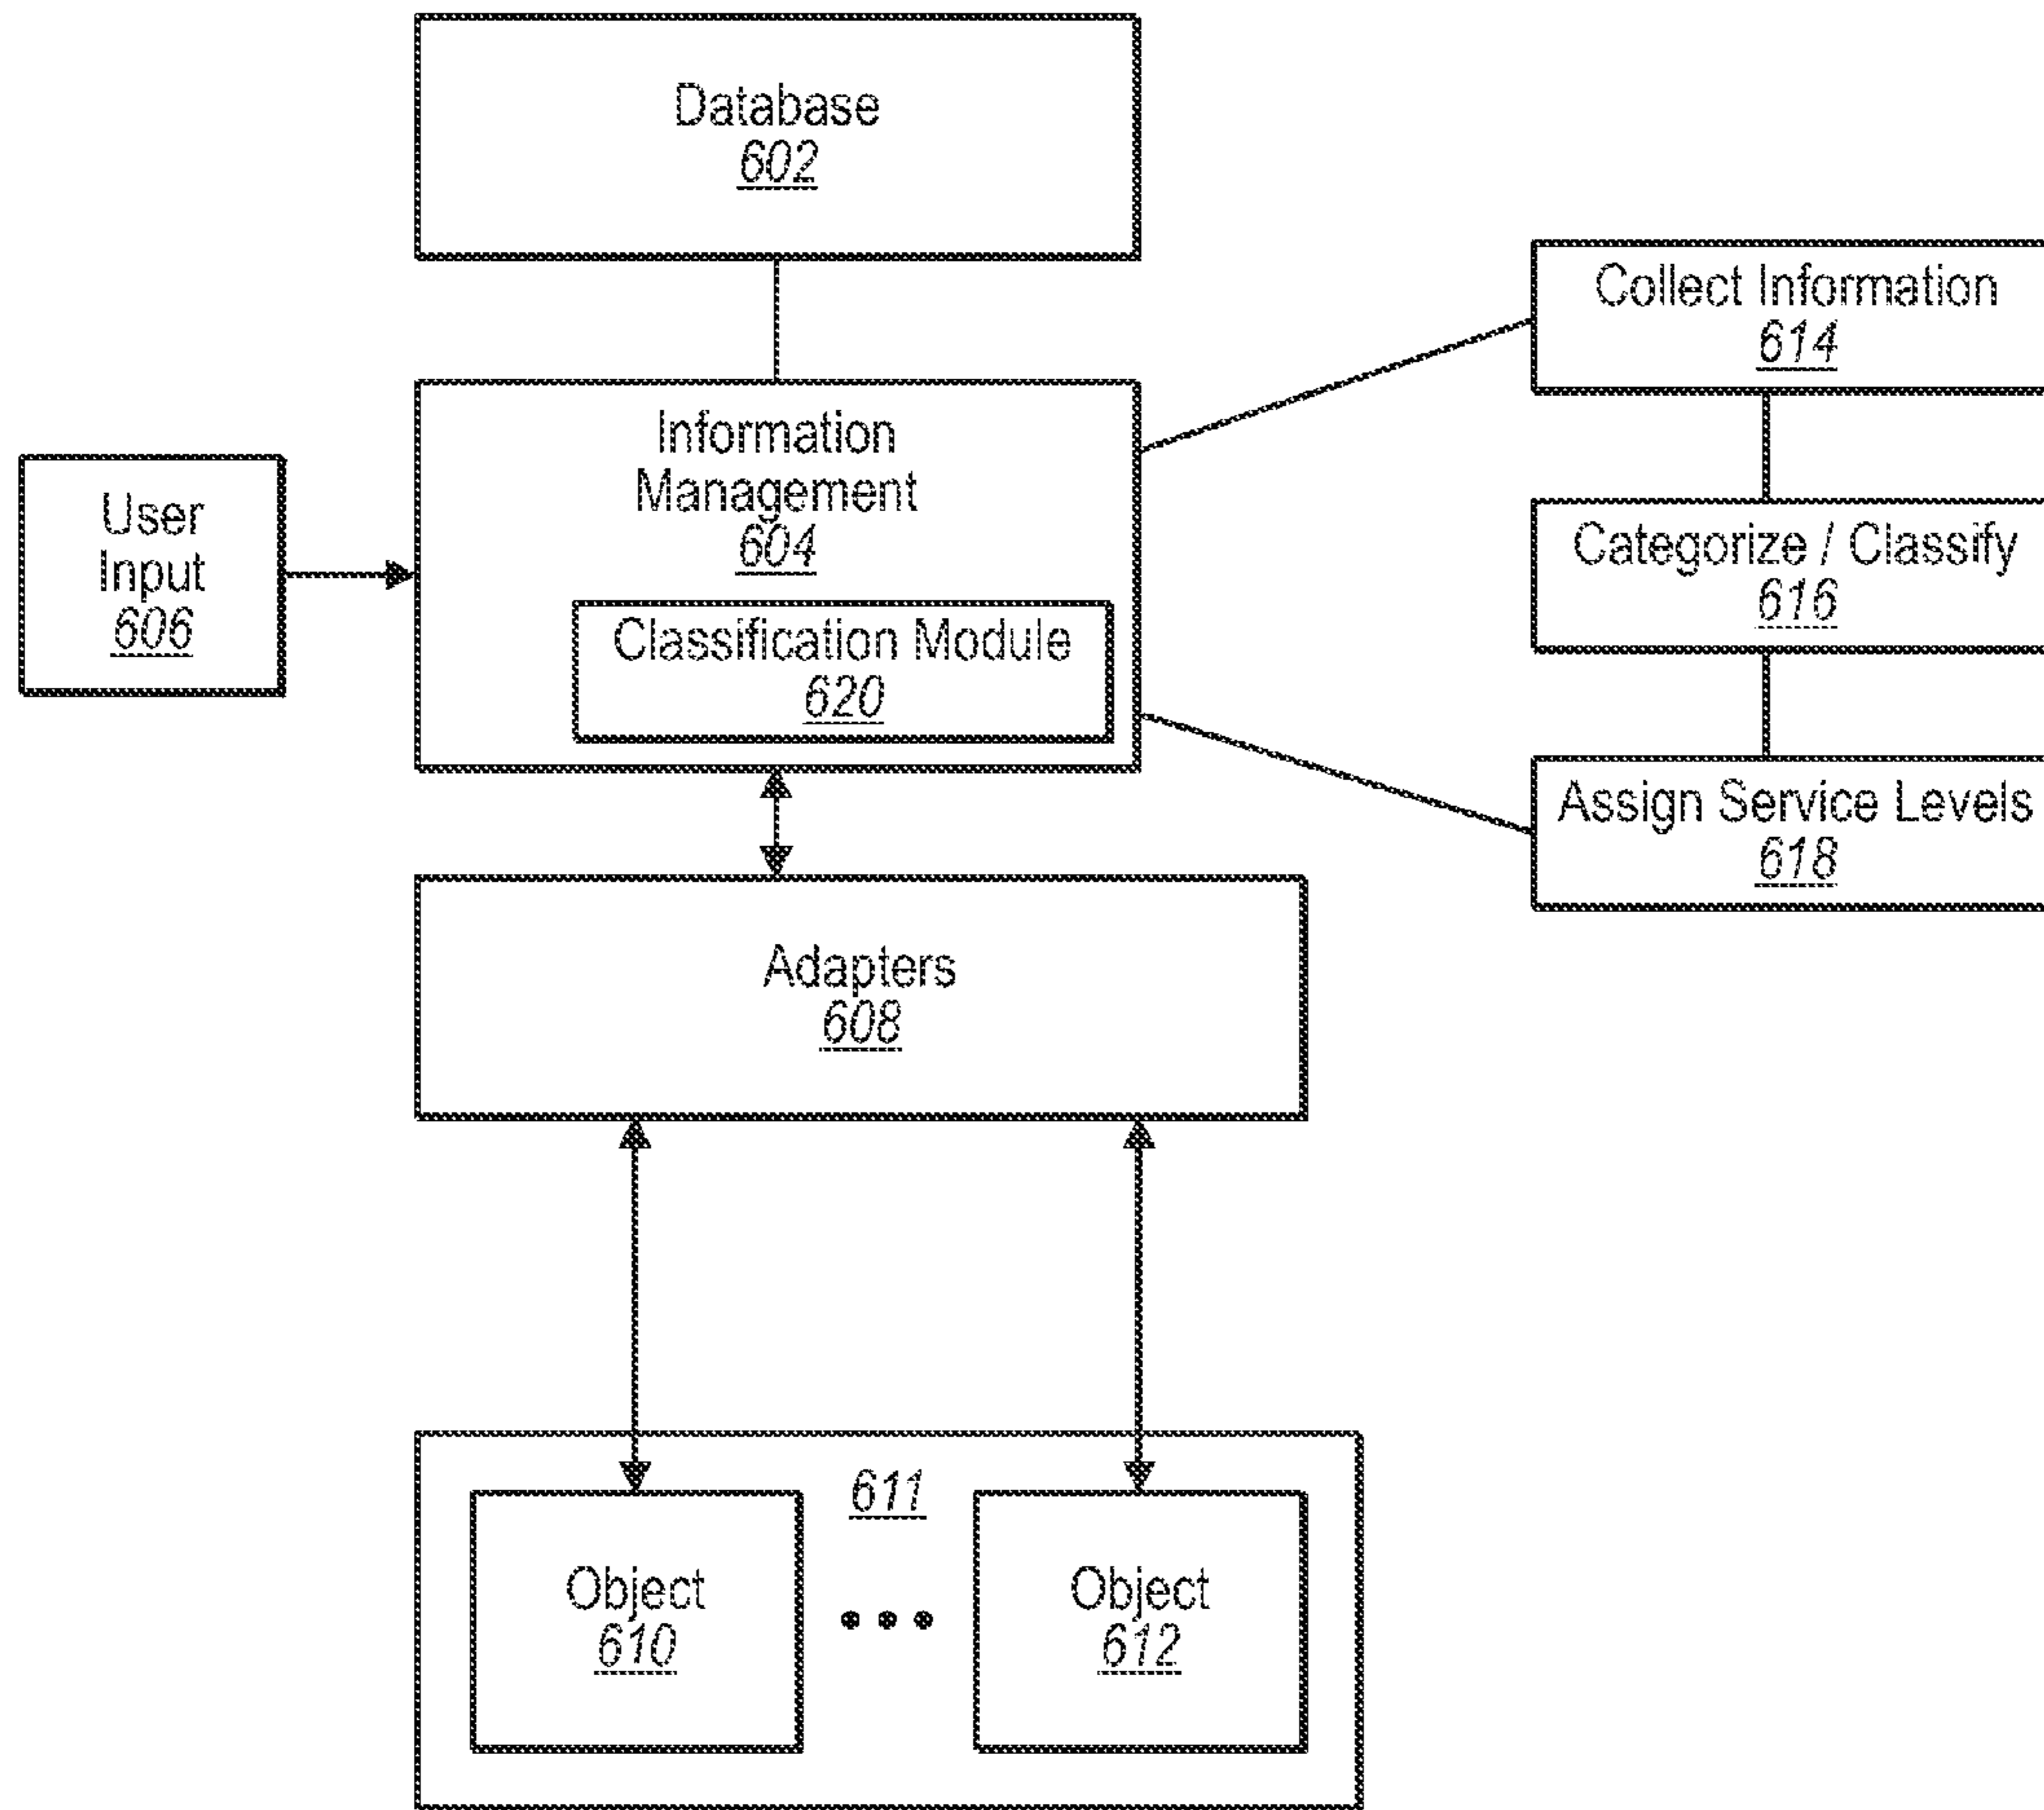 Database
602
Collect Information
614
Information
Management
604
User
Input
606
Categorize / Classify
616
Classification Module
620
Assign Service Levels
618
Adapters
608
611
Object
610
Object
612